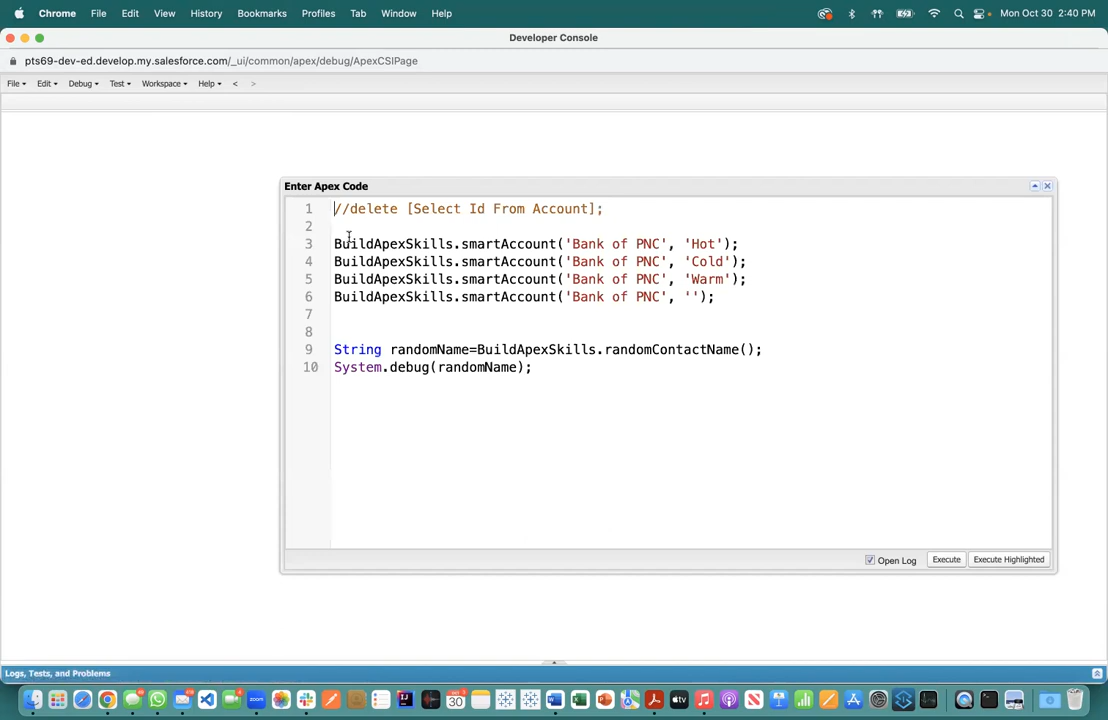 Chrome File Edit View History Bookmarks Profiles Tab Window Help Mon Oct 30 2:40 PM
Developer Console
pts69-dev-ed.develop.my.salesforce.com/_ui/common/apex/debug/ApexCSIPage
File Edit Debug Test Workspace Help < >
Enter Apex Code
1 //delete [Select Id From Account];
2
3 BuildApexSkills.smartAccount('Bank of PNC', 'Hot');
4 BuildApexSkills.smartAccount('Bank of PNC', 'Cold');
5 BuildApexSkills.smartAccount('Bank of PNC', 'Warm');
6 BuildApexSkills.smartAccount('Bank of PNC', '');
7
8
9 String randomName=BuildApexSkills.randomContactName();
10 System.debug(randomName);
Open Log Execute Execute Highlighted
Logs, Tests, and Problems
zoom 30